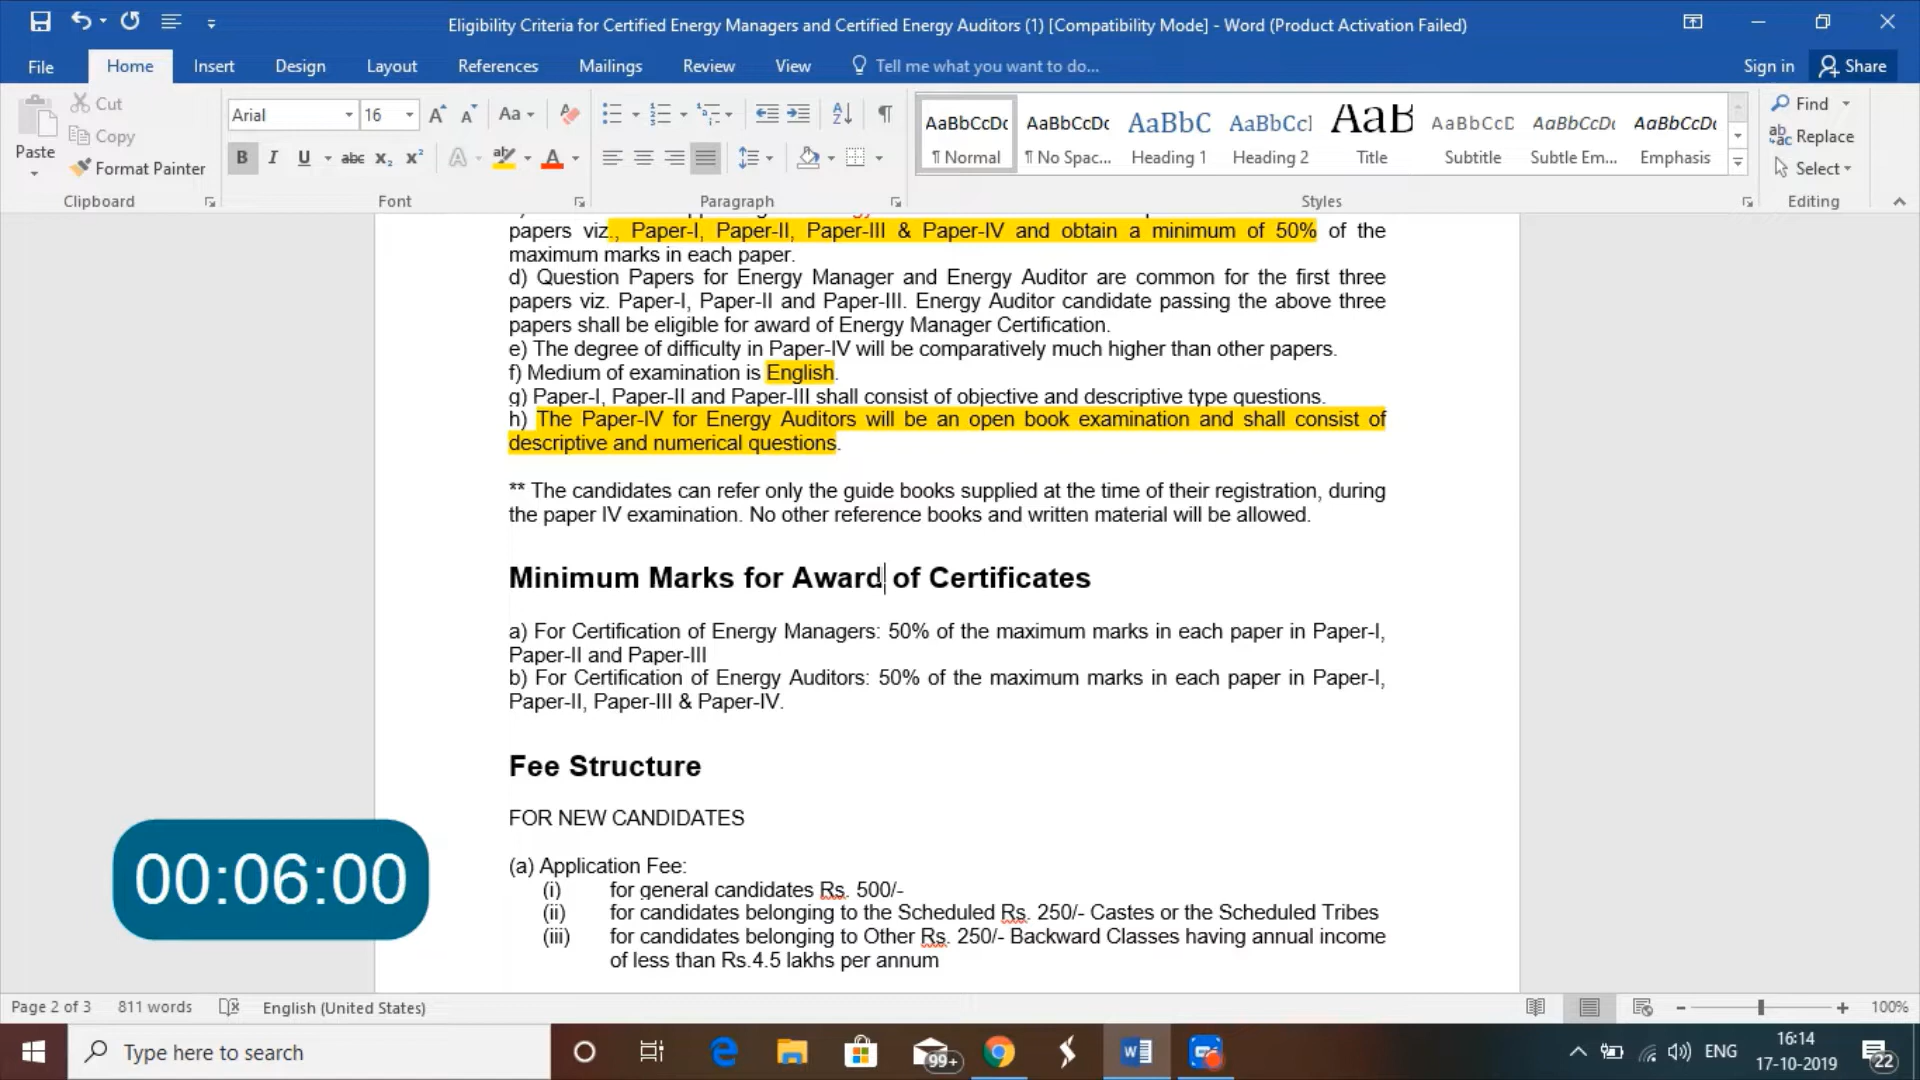 Eligibility Criteria for Certified Energy Managers and Certified Energy Auditors (1) [Compatibility Mode] - Word (Product Activation Failed)
File Home Insert Design Layout References Mailings Review View Tell me what you want to do... Sign in Share
Cut
Copy
Format Painter
Paste
Clipboard
Arial 16
Font
Paragraph
AaBbCcDc AaBbCcDc AaBbC AaBbCcl AaB AaBbCcD AaBbCcDc AaBbCcDc
¶ Normal ¶ No Spac... Heading 1 Heading 2 Title Subtitle Subtle Em... Emphasis
Styles
Find
Replace
Select
Editing
papers viz., Paper-I, Paper-II, Paper-III & Paper-IV and obtain a minimum of 50% of the
maximum marks in each paper.
d) Question Papers for Energy Manager and Energy Auditor are common for the first three
papers viz. Paper-I, Paper-II and Paper-III. Energy Auditor candidate passing the above three
papers shall be eligible for award of Energy Manager Certification.
e) The degree of difficulty in Paper-IV will be comparatively much higher than other papers.
f) Medium of examination is English.
g) Paper-I, Paper-II and Paper-III shall consist of objective and descriptive type questions.
h) The Paper-IV for Energy Auditors will be an open book examination and shall consist of
descriptive and numerical questions.
** The candidates can refer only the guide books supplied at the time of their registration, during
the paper IV examination. No other reference books and written material will be allowed.
Minimum Marks for Award of Certificates
a) For Certification of Energy Managers: 50% of the maximum marks in each paper in Paper-I,
Paper-II and Paper-III
b) For Certification of Energy Auditors: 50% of the maximum marks in each paper in Paper-I,
Paper-II, Paper-III & Paper-IV.
Fee Structure
FOR NEW CANDIDATES
(a) Application Fee:
(i) for general candidates Rs. 500/-
(ii) for candidates belonging to the Scheduled Rs. 250/- Castes or the Scheduled Tribes
(iii) for candidates belonging to Other Rs. 250/- Backward Classes having annual income
of less than Rs.4.5 lakhs per annum
00:06:00
Page 2 of 3 811 words English (United States) 100%
Type here to search
99+
ENG
16:14
17-10-2019
22